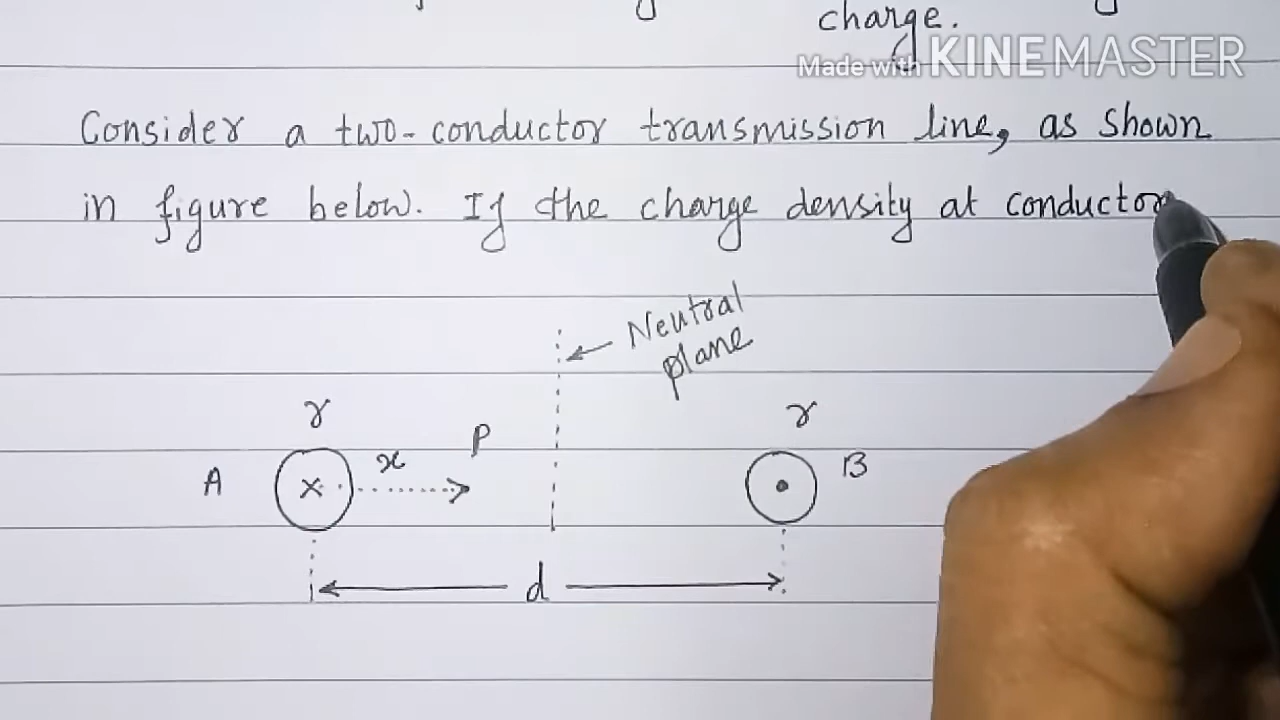 charge.
Made with KINEMASTER
Consider a two-conductor transmission line, as shown
in figure below. If the charge density at conductor
Neutral
plane
r
r
P
x
A
B
d